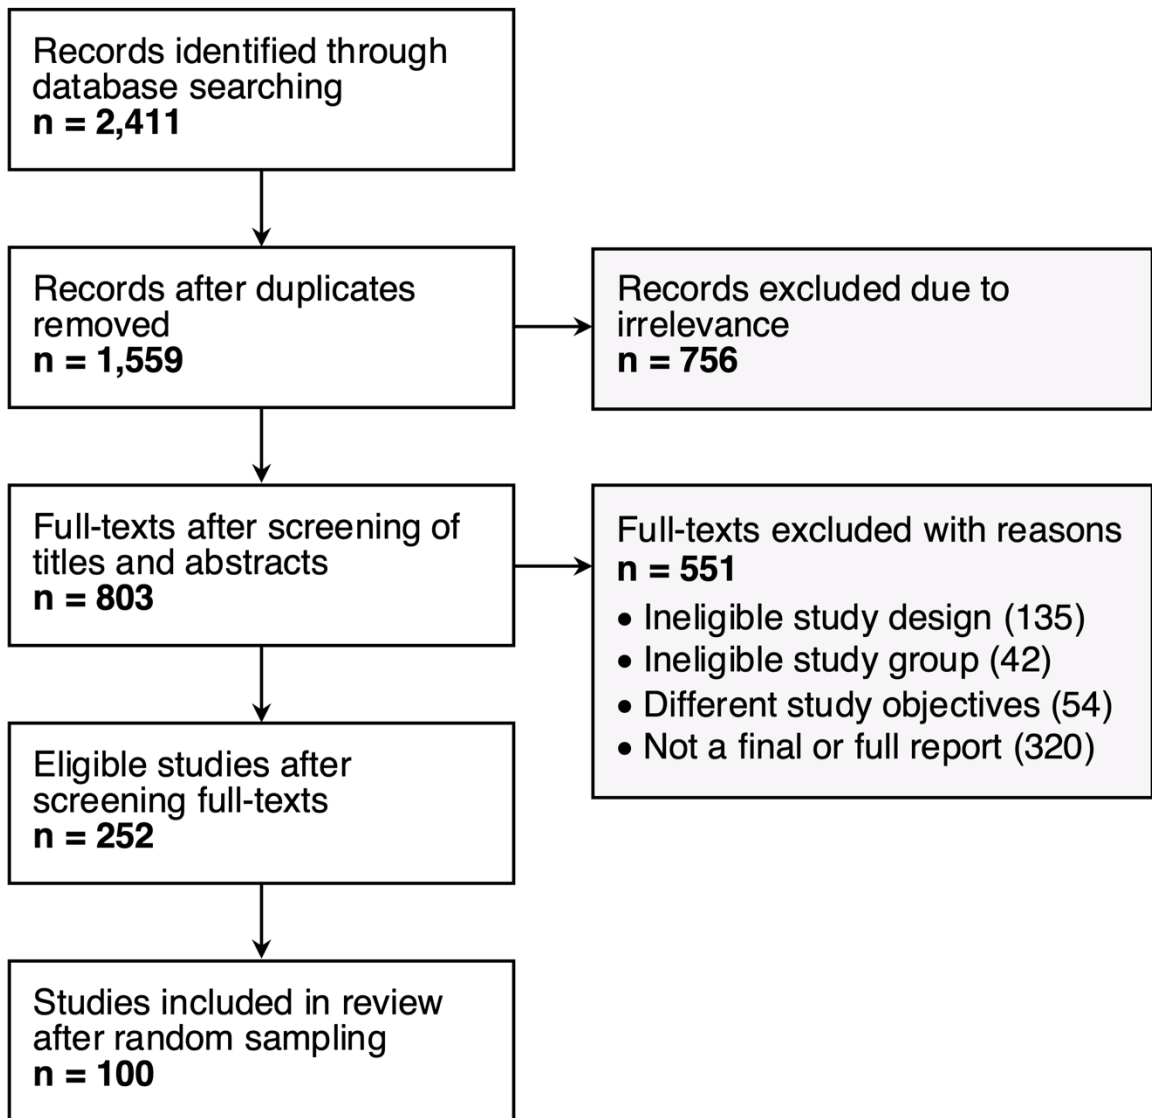 Records identified through
database searching
n = 2,411
Records after duplicates
removed
n = 1,559
Records excluded due to
irrelevance
n = 756
Full-texts after screening of
titles and abstracts
n = 803
Full-texts excluded with reasons
n = 551
• Ineligible study design (135)
• Ineligible study group (42)
• Different study objectives (54)
• Not a final or full report (320)
Eligible studies after
screening full-texts
n = 252
Studies included in review
after random sampling
n = 100